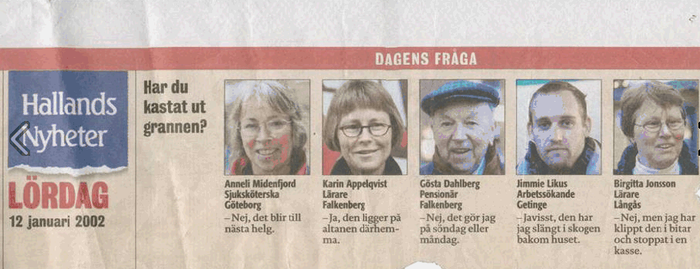 DAGENS FRÅGA
Hallands
Nyheter
LÖRDAG
12 januari 2002
Har du
kastat ut
grannen?
Anneli Midenfjord
Sjuksköterska
Göteborg
– Nej, det blir till
nästa helg.
Karin Appelqvist
Lärare
Falkenberg
– Ja, den ligger på
altanen därhem-
ma.
Gösta Dahlberg
Pensionär
Falkenberg
– Nej, det gör jag
på söndag eller
måndag.
Jimmie Likus
Arbetssökande
Getinge
– Javisst, den har
jag slängt i skogen
bakom huset.
Birgitta Jonsson
Lärare
Långås
– Nej, men jag har
klippt den i bitar
och stoppat i en
kasse.